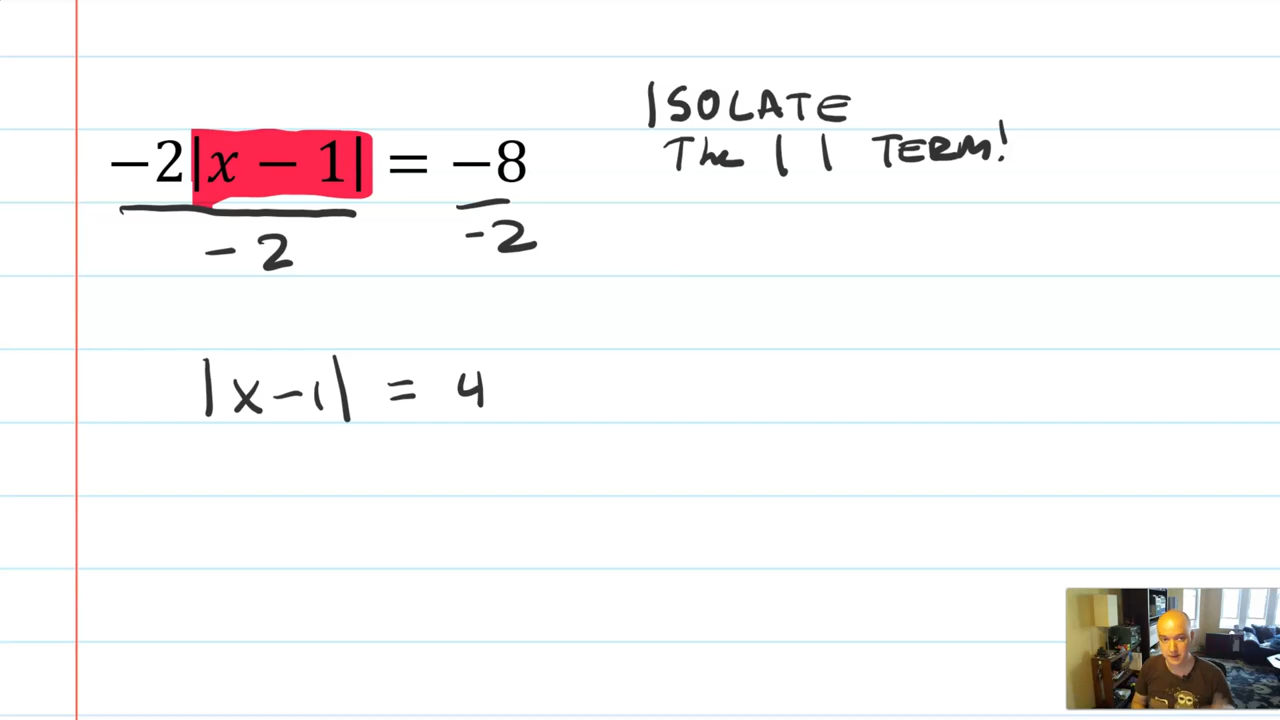 −2|x − 1| = −8
ISOLATE
The | | TERM!
-2 -2
|x-1| = 4